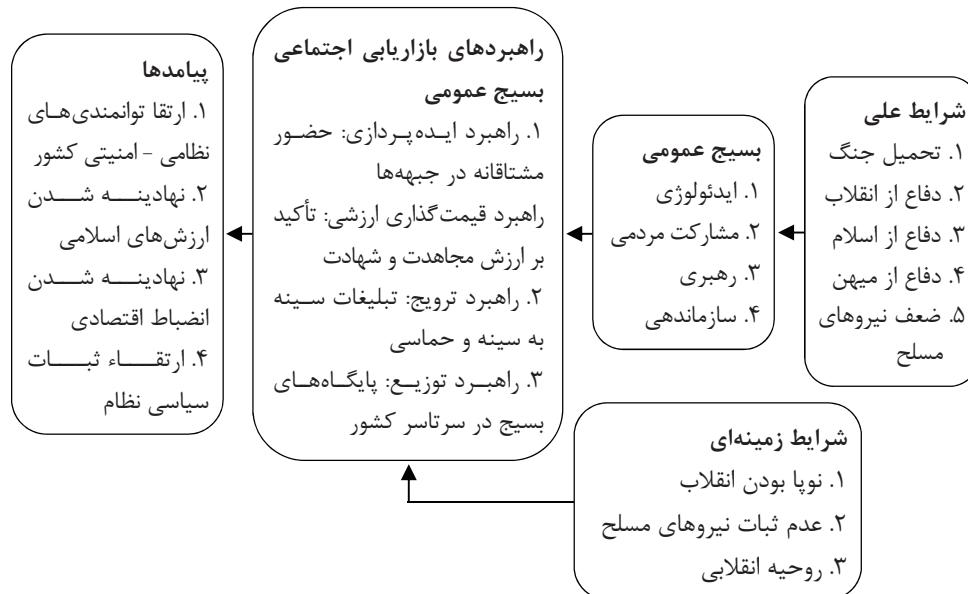 شرایط علی
۱. تحمیل جنگ
۲. دفاع از انقلاب
۳. دفاع از اسلام
۴. دفاع از میهن
۵. ضعف نیروهای
مسلح
بسیج عمومی
۱. ایدئولوژی
۲. مشارکت مردمی
۳. رهبری
۴. سازماندهی
راهبردهای بازاریابی اجتماعی
بسیج عمومی
۱. راهبرد ایده‌پردازی: حضور
مشتاقانه در جبهه‌ها
راهبرد قیمت‌گذاری ارزشی: تأکید
بر ارزش مجاهدت و شهادت
۲. راهبرد ترویج: تبلیغات سینه
به سینه و حماسی
۳. راهبرد توزیع: پایگاه‌های
بسیج در سرتاسر کشور
پیامدها
۱. ارتقا توانمندی‌های
نظامی - امنیتی کشور
۲. نهادینه شدن
ارزش‌های اسلامی
۳. نهادینه شدن
انضباط اقتصادی
۴. ارتقاء ثبات
سیاسی نظام
شرایط زمینه‌ای
۱. نوپا بودن انقلاب
۲. عدم ثبات نیروهای مسلح
۳. روحیه انقلابی